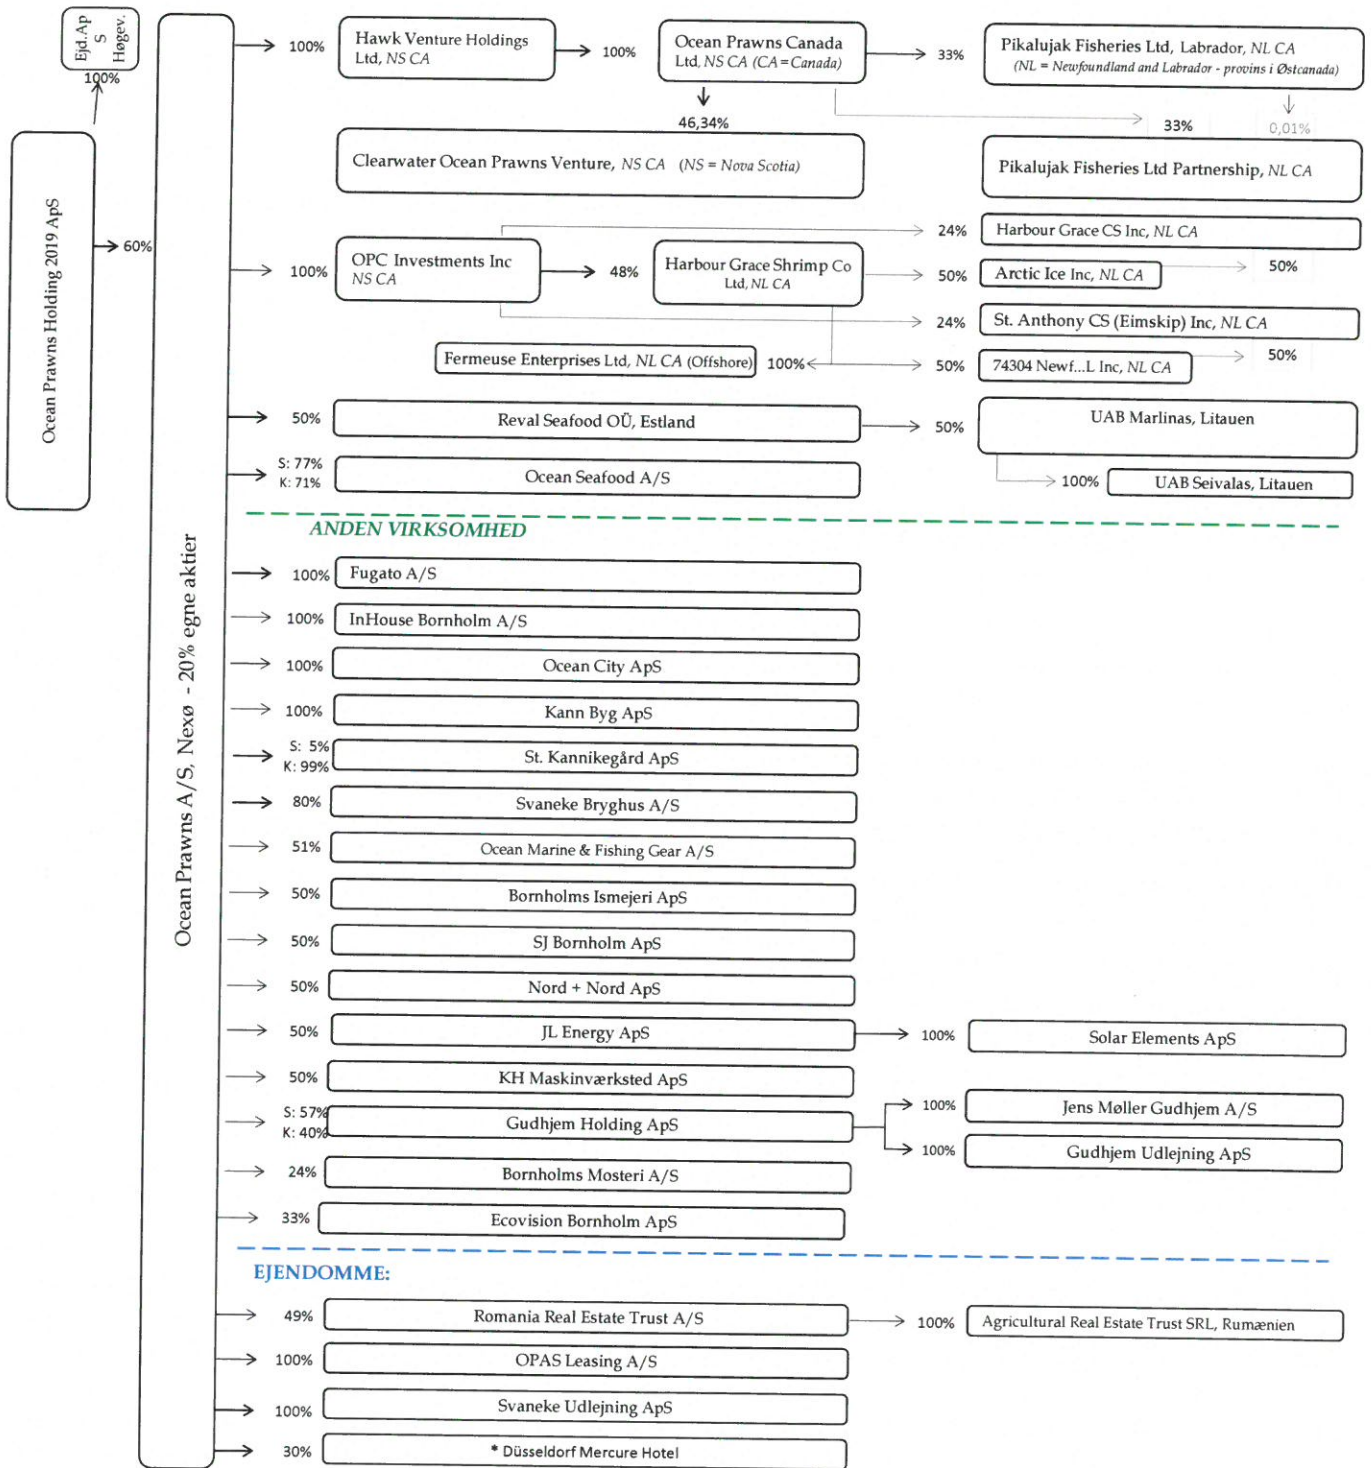 Ejd.Ap
S
Høgev.
100%
Ocean Prawns Holding 2019 ApS
60%
Ocean Prawns A/S, Nexø - 20% egne aktier
100%
Hawk Venture Holdings
Ltd, NS CA
100%
Ocean Prawns Canada
Ltd, NS CA (CA = Canada)
33%
Pikalujak Fisheries Ltd, Labrador, NL CA
(NL = Newfoundland and Labrador - provins i Østcanada)
46,34%
33%
0,01%
Clearwater Ocean Prawns Venture, NS CA (NS = Nova Scotia)
Pikalujak Fisheries Ltd Partnership, NL CA
24%
Harbour Grace CS Inc, NL CA
100%
OPC Investments Inc
NS CA
48%
Harbour Grace Shrimp Co
Ltd, NL CA
50%
Arctic Ice Inc, NL CA
50%
24%
St. Anthony CS (Eimskip) Inc, NL CA
Fermeuse Enterprises Ltd, NL CA (Offshore)
100%
50%
74304 Newf...L Inc, NL CA
50%
50%
Reval Seafood OÜ, Estland
50%
UAB Marlinas, Litauen
S: 77%
K: 71%
Ocean Seafood A/S
100%
UAB Seivalas, Litauen
ANDEN VIRKSOMHED
100%
Fugato A/S
100%
InHouse Bornholm A/S
100%
Ocean City ApS
100%
Kann Byg ApS
S: 5%
K: 99%
St. Kannikegård ApS
80%
Svaneke Bryghus A/S
51%
Ocean Marine & Fishing Gear A/S
50%
Bornholms Ismejeri ApS
50%
SJ Bornholm ApS
50%
Nord + Nord ApS
50%
JL Energy ApS
100%
Solar Elements ApS
50%
KH Maskinværksted ApS
S: 57%
K: 40%
Gudhjem Holding ApS
100%
Jens Møller Gudhjem A/S
100%
Gudhjem Udlejning ApS
24%
Bornholms Mosteri A/S
33%
Ecovision Bornholm ApS
EJENDOMME:
49%
Romania Real Estate Trust A/S
100%
Agricultural Real Estate Trust SRL, Rumænien
100%
OPAS Leasing A/S
100%
Svaneke Udlejning ApS
30%
* Düsseldorf Mercure Hotel